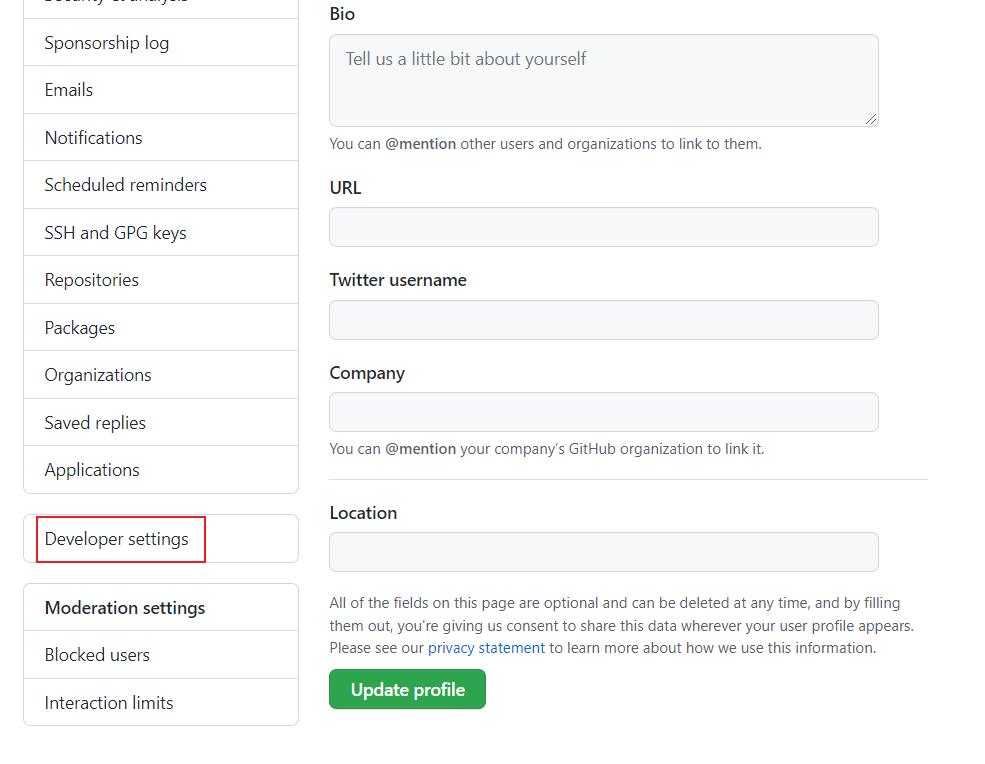 Sponsorship log
Emails
Notifications
Scheduled reminders
SSH and GPG keys
Repositories
Packages
Organizations
Saved replies
Applications
Developer settings
Moderation settings
Blocked users
Interaction limits
Bio
Tell us a little bit about yourself
You can @mention other users and organizations to link to them.
URL
Twitter username
Company
You can @mention your company’s GitHub organization to link it.
Location
All of the fields on this page are optional and can be deleted at any time, and by filling
them out, you're giving us consent to share this data wherever your user profile appears.
Please see our privacy statement to learn more about how we use this information.
Update profile